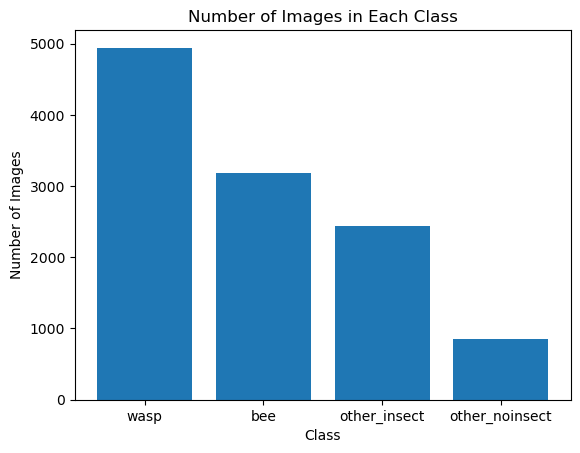 Number of Images in Each Class
Number of Images
5000
4000
3000
2000
1000
0
wasp bee other_insect other_noinsect
Class